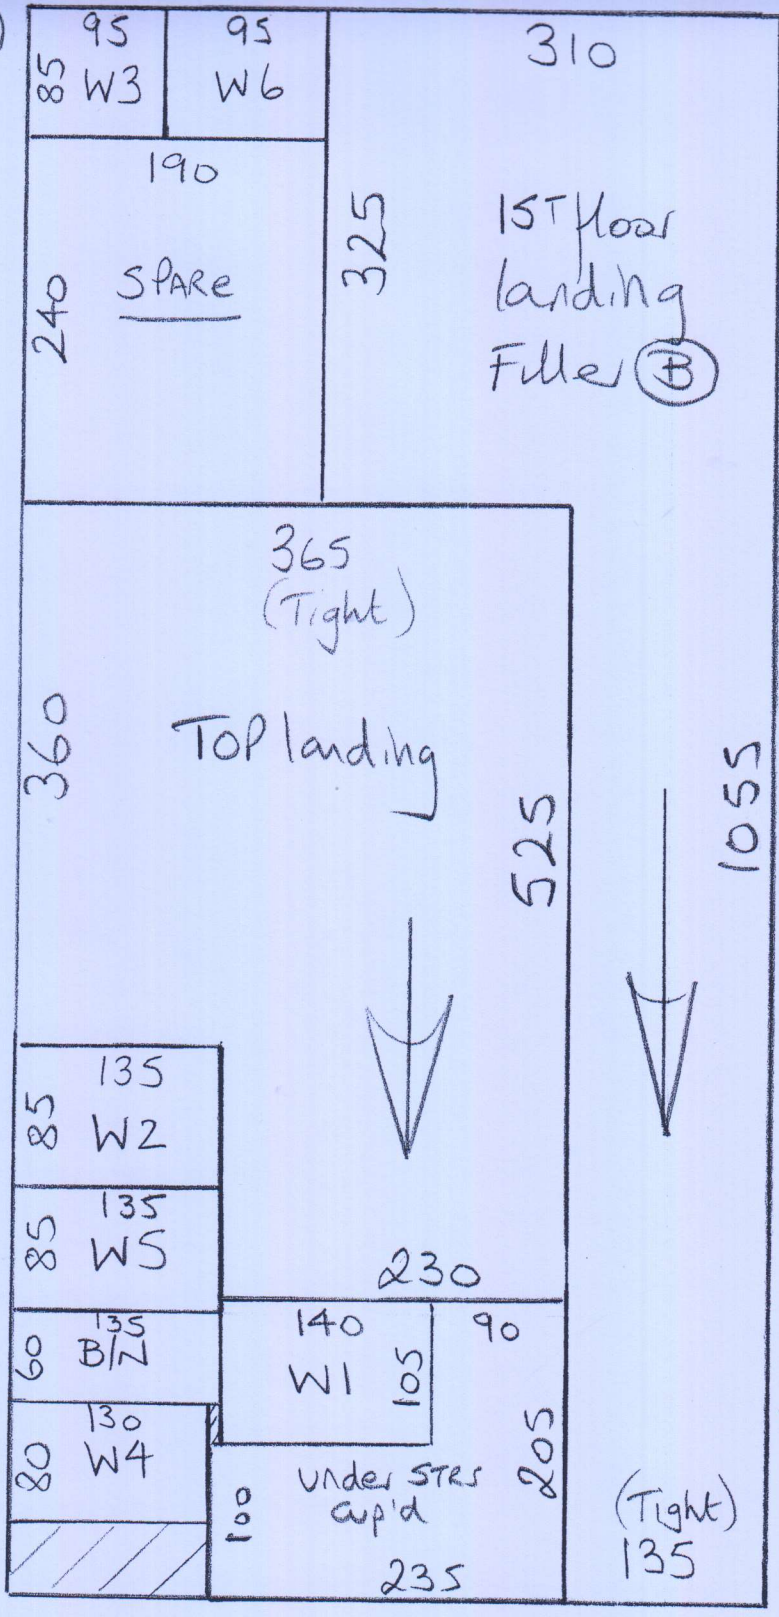 )
95
85 W3
95
W6
310
190
240
SPARE
325
1ST floor
landing
Filler B
365
(Tight)
360
TOP landing
525
1055
135
85 W2
135
85 W5
230
135
60 B/N
140
W1 105
90
130
80 W4
under STRS
cup'd
100
205
235
(Tight)
135